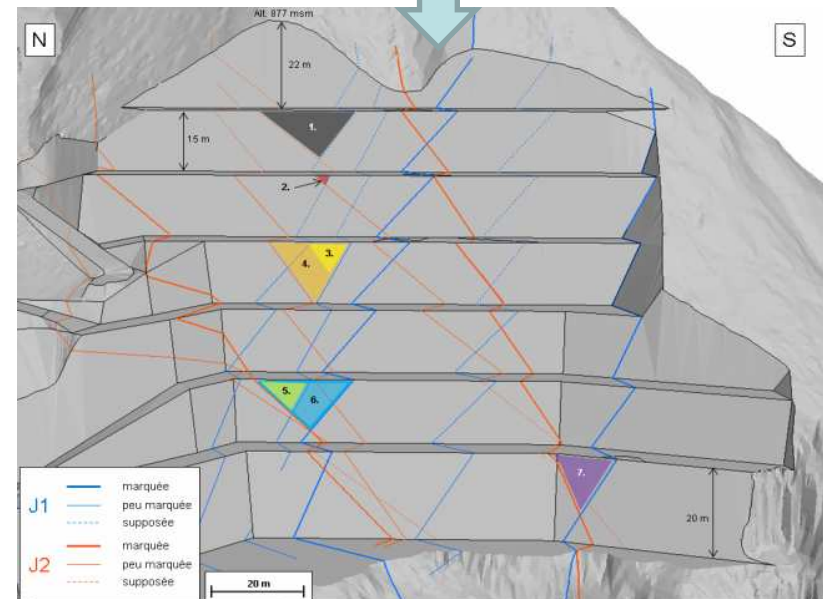 Alt. 877 msm
N
S
22 m
1.
15 m
2.
3.
4.
5.
6.
7.
20 m
J1
marquée
peu marquée
supposée
J2
marquée
peu marquée
supposée
20 m